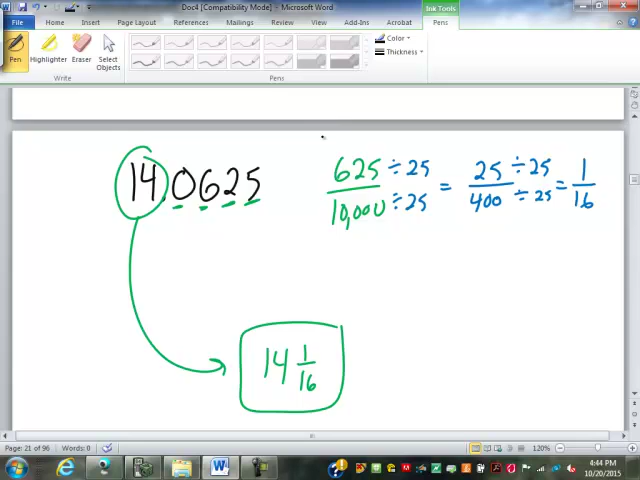 Doc4 [Compatibility Mode] - Microsoft Word
Ink Tools
File Home Insert Page Layout References Mailings Review View Add-Ins Acrobat Pens
Pen Highlighter Eraser Select Objects
Color
Thickness
Write Pens
14.0625
625 ÷ 25 25 ÷ 25 1
= =
10,000 ÷ 25 400 ÷ 25 16
14 1/16
Page: 21 of 96 Words: 0 120%
4:44 PM
10/20/2015